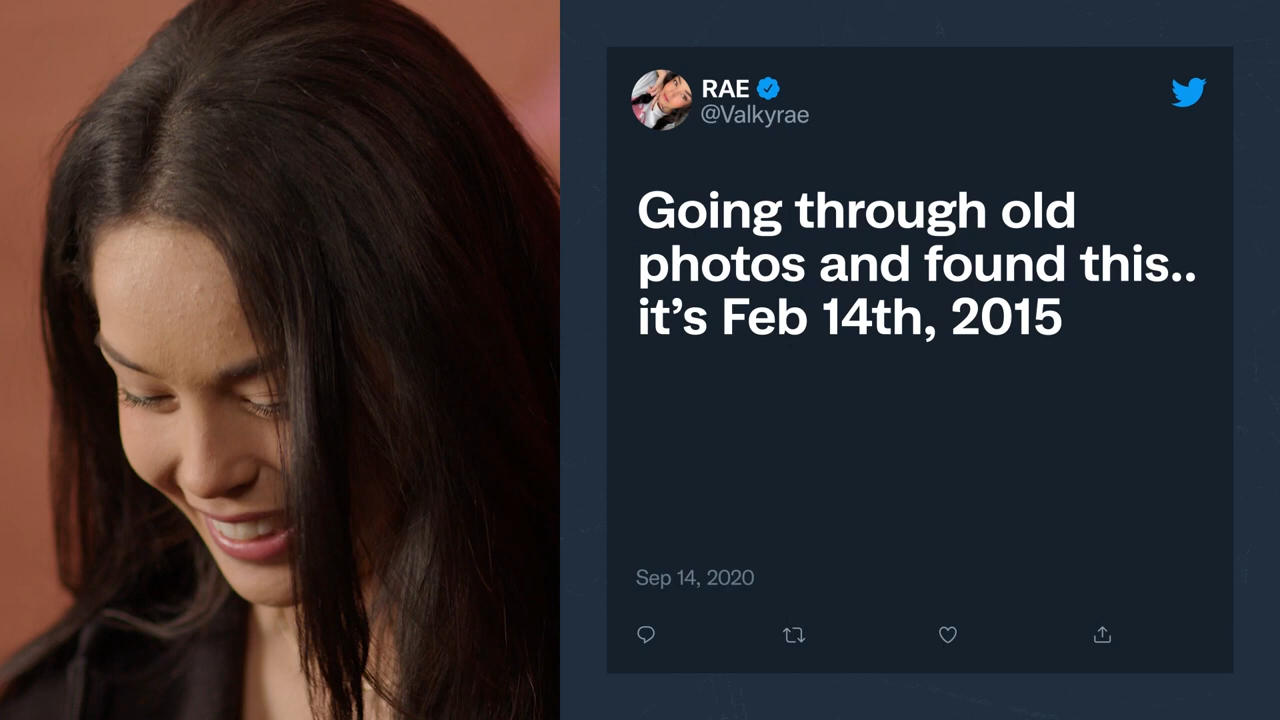 RAE
@Valkyrae
Going through old
photos and found this..
it’s Feb 14th, 2015
Sep 14, 2020